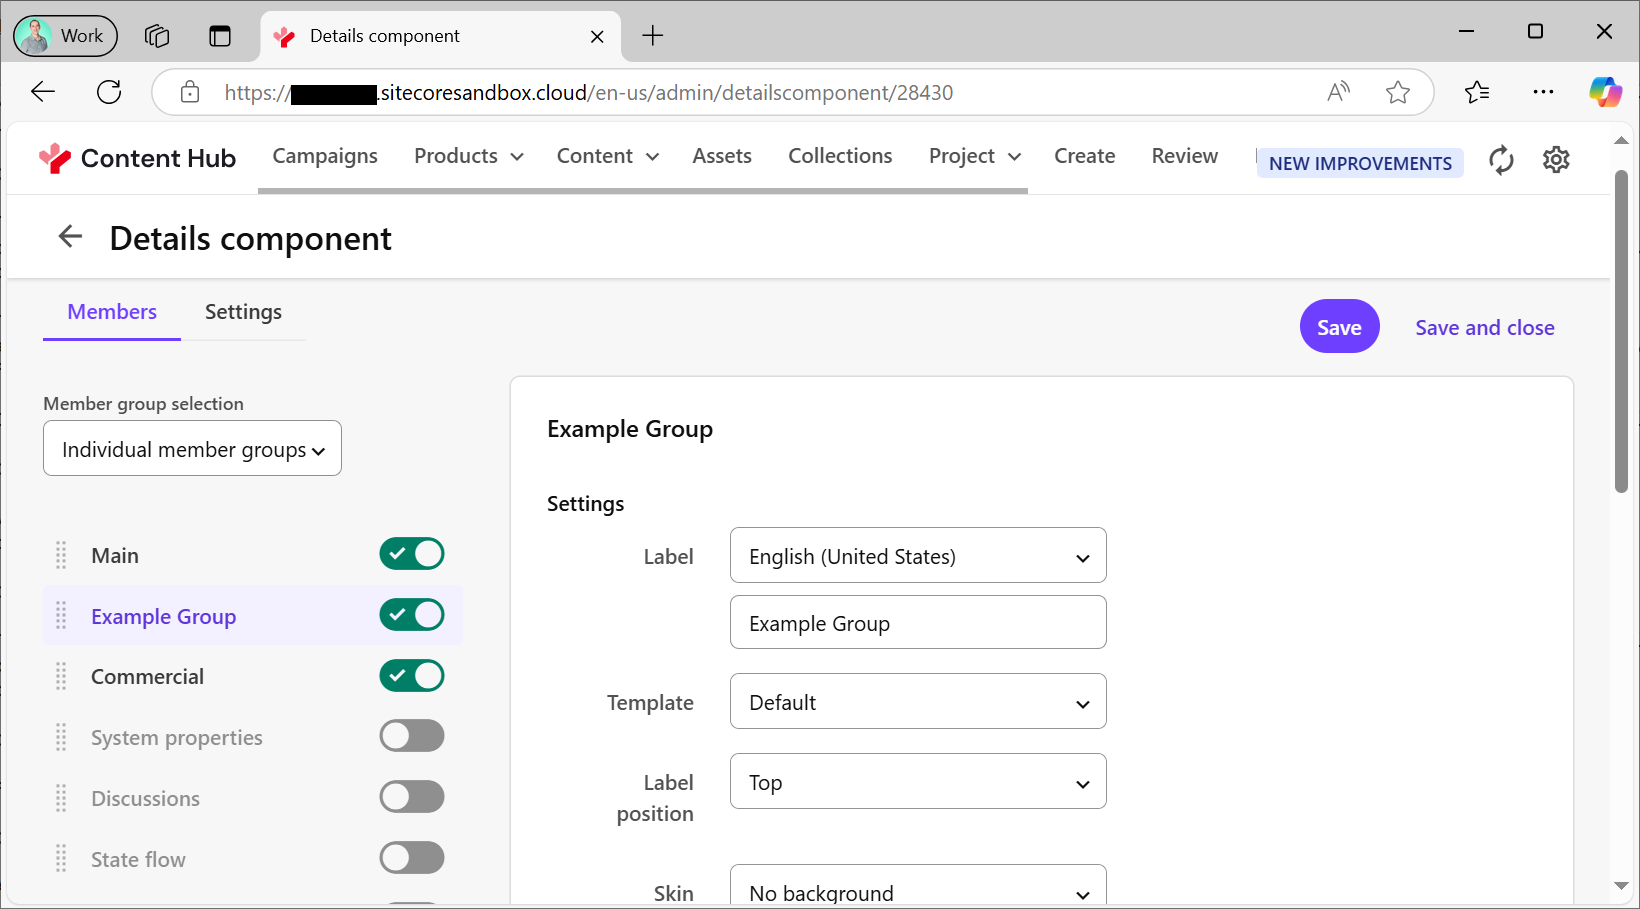 Work
Details component
https://
.sitecoresandbox.cloud/en-us/admin/detailscomponent/28430
Content Hub
Campaigns
Products
Content
Assets
Collections
Project
Create
Review
NEW IMPROVEMENTS
Details component
Members
Settings
Save
Save and close
Member group selection
Individual member groups
Main
Example Group
Commercial
System properties
Discussions
State flow
Example Group
Settings
Label
English (United States)
Example Group
Template
Default
Label
position
Top
Skin
No background